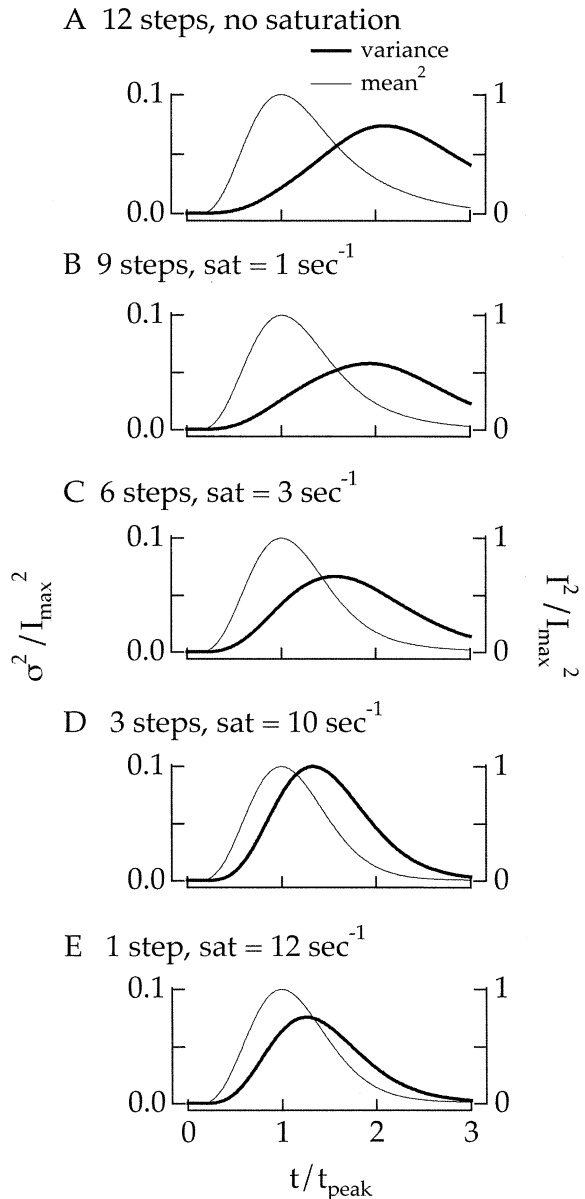 A 12 steps, no saturation
variance
mean²
0.1 1
0.0 0
B 9 steps, sat = 1 sec⁻¹
0.1 1
0.0 0
C 6 steps, sat = 3 sec⁻¹
0.1 1
0.0 0
σ²/Imax²
I²/Imax²
D 3 steps, sat = 10 sec⁻¹
0.1 1
0.0 0
E 1 step, sat = 12 sec⁻¹
0.1 1
0.0 0
0 1 2 3
t/tpeak